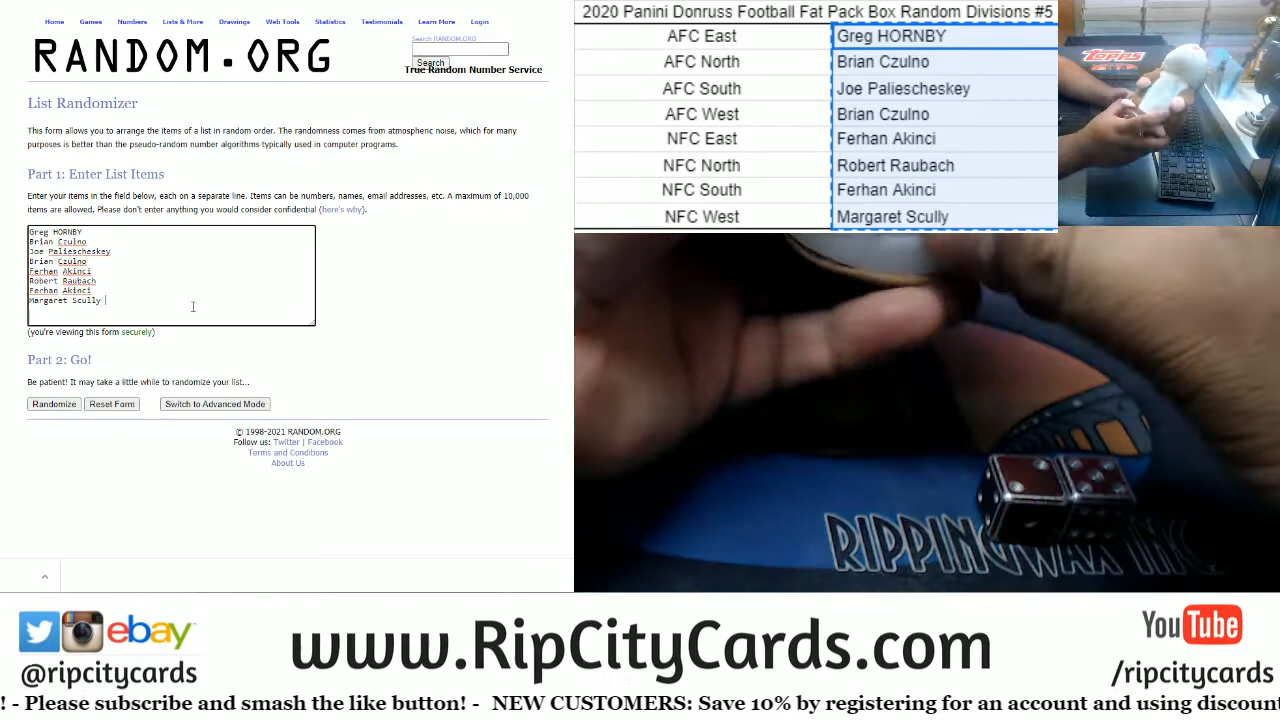 Home Games Numbers Lists & More Drawings Web Tools Statistics Testimonials Learn More Login
RANDOM.ORG
Search RANDOM.ORG
Search
True Random Number Service
List Randomizer
This form allows you to arrange the items of a list in random order. The randomness comes from atmospheric noise, which for many
purposes is better than the pseudo-random number algorithms typically used in computer programs.
Part 1: Enter List Items
Enter your items in the field below, each on a separate line. Items can be numbers, names, email addresses, etc. A maximum of 10,000
items are allowed. Please don't enter anything you would consider confidential (here's why).
Greg HORNBY
Brian Czulno
Joe Paliescheskey
Brian Czulno
Ferhan Akinci
Robert Raubach
Ferhan Akinci
Margaret Scully
(you're viewing this form securely)
Part 2: Go!
Be patient! It may take a little while to randomize your list...
Randomize Reset Form Switch to Advanced Mode
© 1998-2021 RANDOM.ORG
Follow us: Twitter | Facebook
Terms and Conditions
About Us
2020 Panini Donruss Football Fat Pack Box Random Divisions #5
AFC East Greg HORNBY
AFC North Brian Czulno
AFC South Joe Paliescheskey
AFC West Brian Czulno
NFC East Ferhan Akinci
NFC North Robert Raubach
NFC South Ferhan Akinci
NFC West Margaret Scully
TOPPS
RIPPINGWAX INC
ebay
@ripcitycards
www.RipCityCards.com
YouTube
/ripcitycards
! - Please subscribe and smash the like button! - NEW CUSTOMERS: Save 10% by registering for an account and using discoun